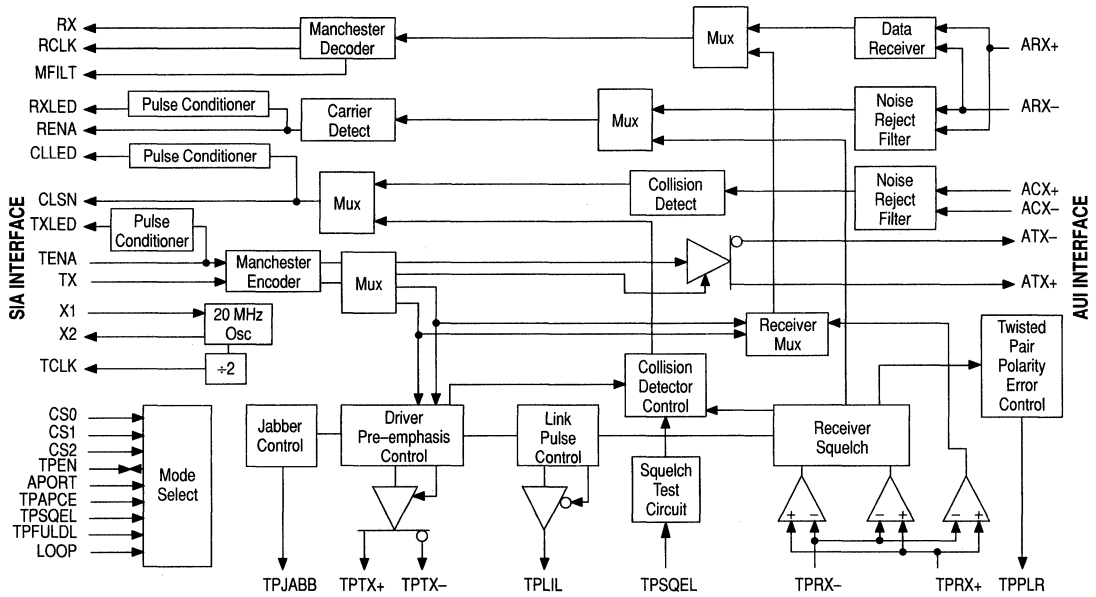 RX
RCLK
MFILT
RXLED
RENA
CLLED
CLSN
TXLED
TENA
TX
X1
X2
TCLK
CS0
CS1
CS2
TPEN
APORT
TPAPCE
TPSQEL
TPFULDL
LOOP
SIA INTERFACE
Manchester
Decoder
Pulse Conditioner
Carrier
Detect
Pulse Conditioner
Mux
Pulse
Conditioner
Manchester
Encoder
Mux
20 MHz
Osc
÷2
Mode
Select
Jabber
Control
Driver
Pre–emphasis
Control
Link
Pulse
Control
Mux
Mux
Data
Receiver
Noise
Reject
Filter
Collision
Detect
Noise
Reject
Filter
Receiver
Mux
Collision
Detector
Control
Squelch
Test
Circuit
Receiver
Squelch
Twisted
Pair
Polarity
Error
Control
+ –
– +
– +
ARX+
ARX–
ACX+
ACX–
ATX–
ATX+
AUI INTERFACE
TPJABB
TPTX+
TPTX–
TPLIL
TPSQEL
TPRX–
TPRX+
TPPLR